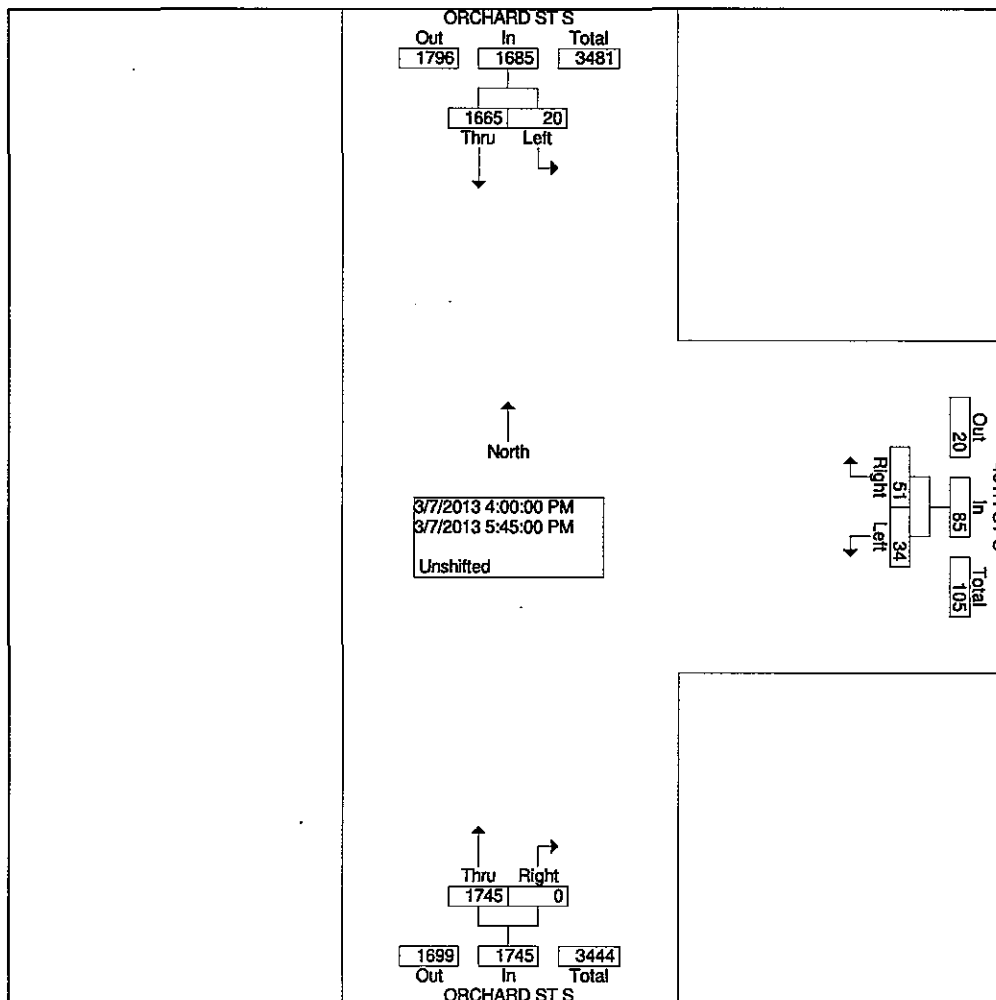 ORCHARD ST S
Out In Total
1796 1685 3481
1665 20
Thru Left
North
3/7/2013 4:00:00 PM
3/7/2013 5:45:00 PM
Unshifted
Out In Total
20 85 105
51 34
Right Left
Thru Right
1745 0
1699 1745 3444
Out In Total
ORCHARD ST S